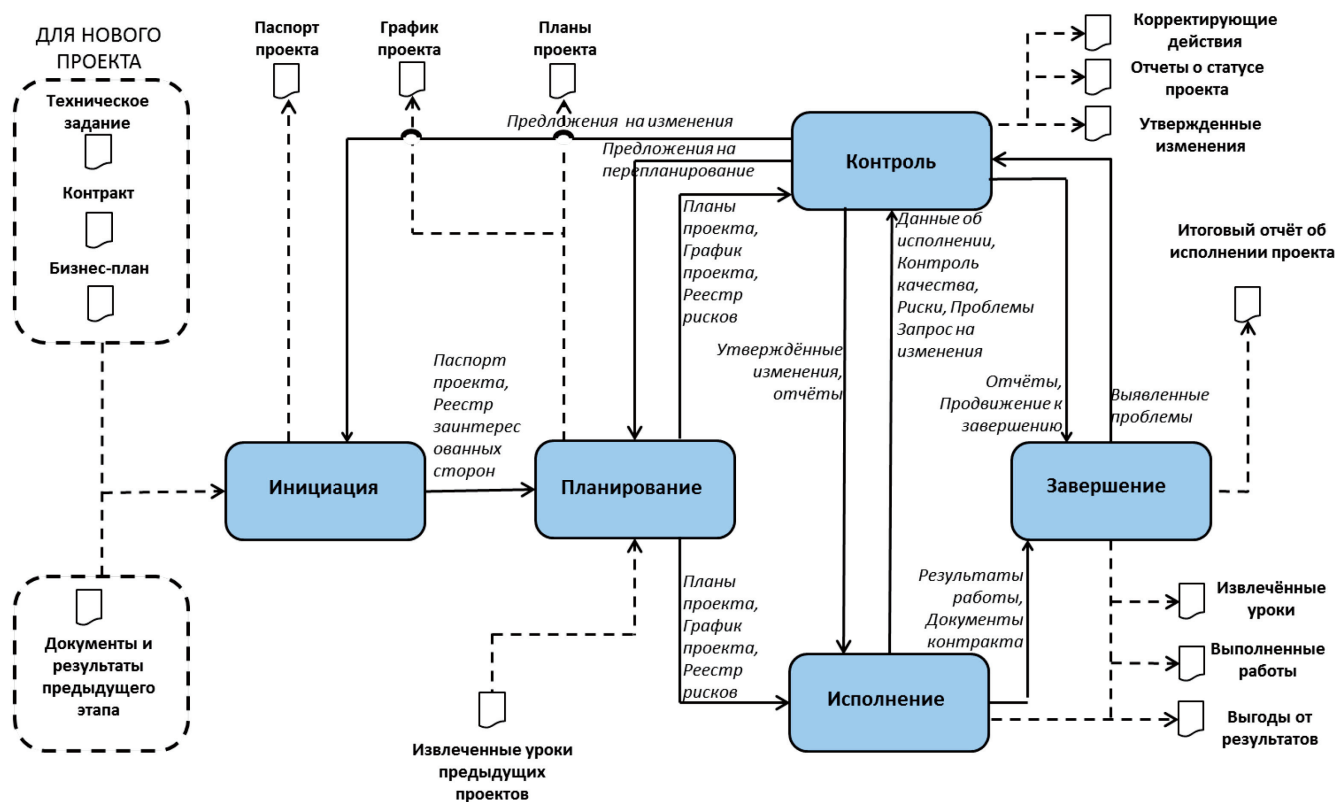 ДЛЯ НОВОГО
ПРОЕКТА
Техническое
задание
Контракт
Бизнес-план
Документы и
результаты
предыдущего
этапа
Паспорт
проекта
График
проекта
Планы
проекта
Предложения на изменения
Предложения на
перепланирование
Планы
проекта,
График
проекта,
Реестр
рисков
Контроль
Корректирующие
действия
Отчеты о статусе
проекта
Утвержденные
изменения
Данные об
исполнении,
Контроль
качества,
Риски, Проблемы
Запрос на
изменения
Утверждённые
изменения,
отчёты
Отчёты,
Продвижение к
завершению
Выявленные
проблемы
Итоговый отчёт об
исполнении проекта
Паспорт
проекта,
Реестр
заинтерес
ованных
сторон
Инициация
Планирование
Завершение
Планы
проекта,
График
проекта,
Реестр
рисков
Результаты
работы,
Документы
контракта
Исполнение
Извлечённые
уроки
Выполненные
работы
Выгоды от
результатов
Извлеченные уроки
предыдущих
проектов